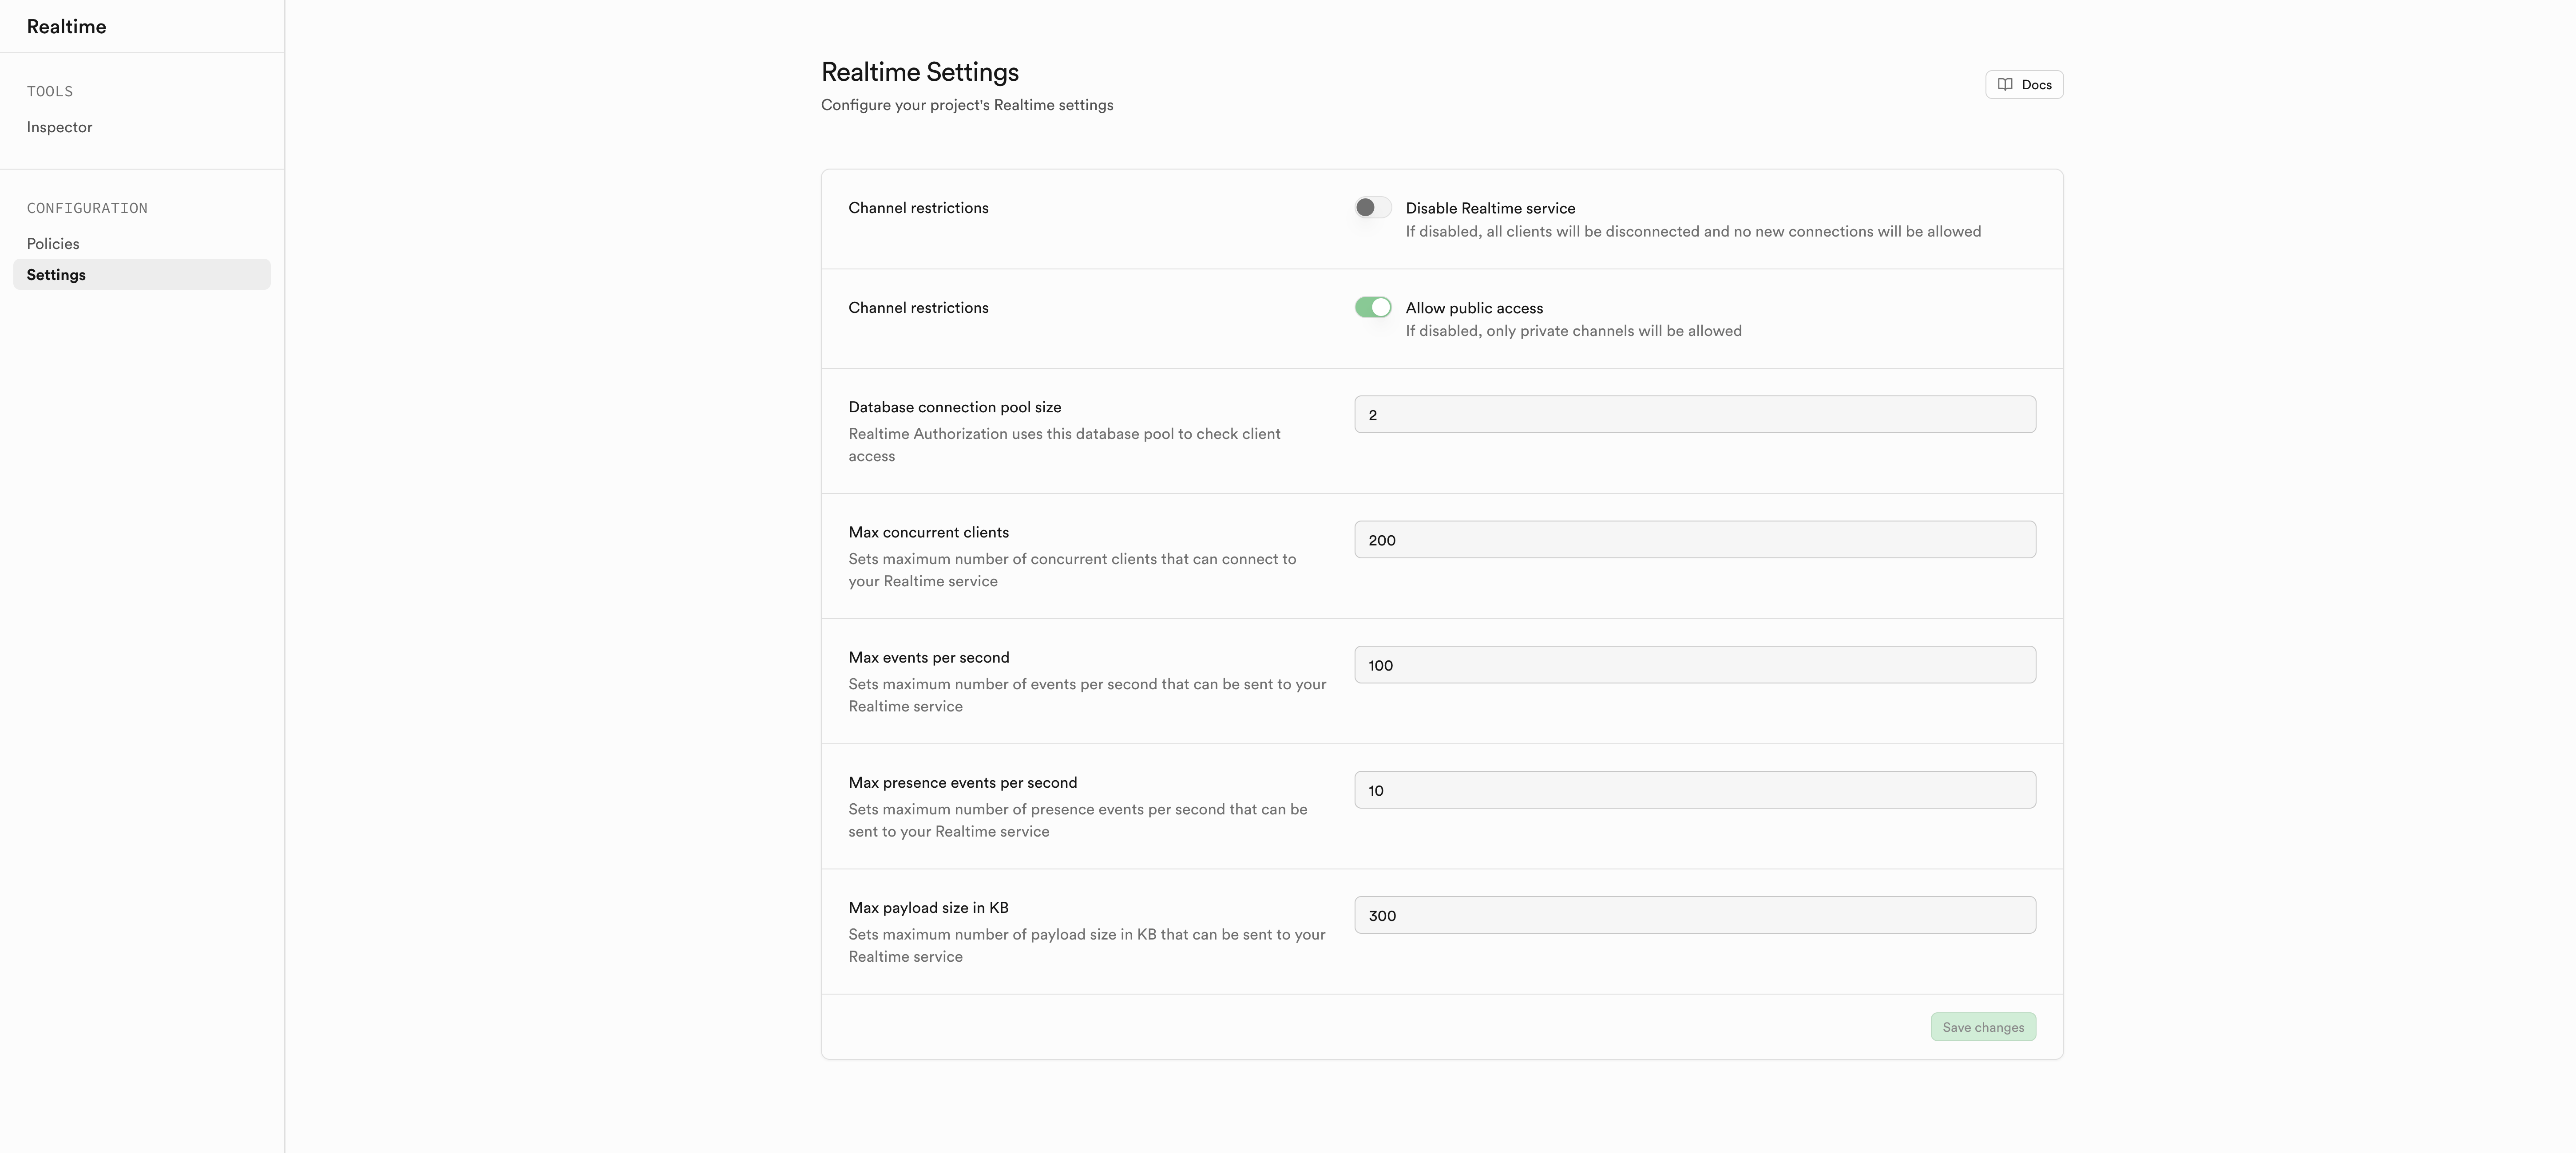 Realtime
TOOLS
Inspector
CONFIGURATION
Policies
Settings
Realtime Settings
Configure your project's Realtime settings
Docs
Channel restrictions
Disable Realtime service
If disabled, all clients will be disconnected and no new connections will be allowed
Channel restrictions
Allow public access
If disabled, only private channels will be allowed
Database connection pool size
Realtime Authorization uses this database pool to check client
access
2
Max concurrent clients
Sets maximum number of concurrent clients that can connect to
your Realtime service
200
Max events per second
Sets maximum number of events per second that can be sent to your
Realtime service
100
Max presence events per second
Sets maximum number of presence events per second that can be
sent to your Realtime service
10
Max payload size in KB
Sets maximum number of payload size in KB that can be sent to your
Realtime service
300
Save changes